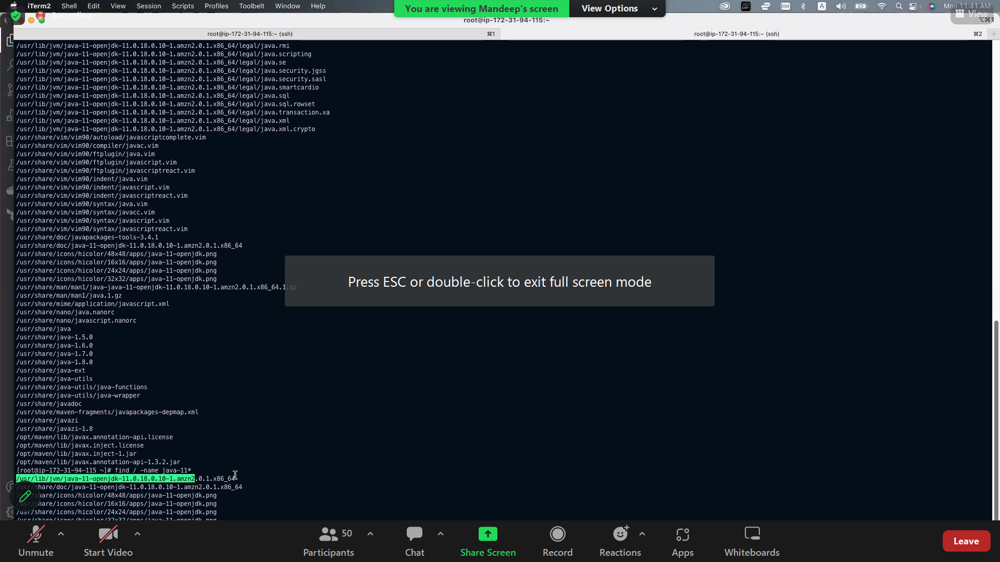 iTerm2 Shell Edit View Session Scripts Profiles Toolbelt Window Help
You are viewing Mandeep's screen View Options
Mon 11:41 AM
Recording
View
root@ip-172-31-94-115:~
⌥⌘1
root@ip-172-31-94-115:~ (ssh) ⌘1 root@ip-172-31-94-115:~ (ssh) ⌘2
/usr/lib/jvm/java-11-openjdk-11.0.18.0.10-1.amzn2.0.1.x86_64/legal/java.rmi
/usr/lib/jvm/java-11-openjdk-11.0.18.0.10-1.amzn2.0.1.x86_64/legal/java.scripting
/usr/lib/jvm/java-11-openjdk-11.0.18.0.10-1.amzn2.0.1.x86_64/legal/java.se
/usr/lib/jvm/java-11-openjdk-11.0.18.0.10-1.amzn2.0.1.x86_64/legal/java.security.jgss
/usr/lib/jvm/java-11-openjdk-11.0.18.0.10-1.amzn2.0.1.x86_64/legal/java.security.sasl
/usr/lib/jvm/java-11-openjdk-11.0.18.0.10-1.amzn2.0.1.x86_64/legal/java.smartcardio
/usr/lib/jvm/java-11-openjdk-11.0.18.0.10-1.amzn2.0.1.x86_64/legal/java.sql
/usr/lib/jvm/java-11-openjdk-11.0.18.0.10-1.amzn2.0.1.x86_64/legal/java.sql.rowset
/usr/lib/jvm/java-11-openjdk-11.0.18.0.10-1.amzn2.0.1.x86_64/legal/java.transaction.xa
/usr/lib/jvm/java-11-openjdk-11.0.18.0.10-1.amzn2.0.1.x86_64/legal/java.xml
/usr/lib/jvm/java-11-openjdk-11.0.18.0.10-1.amzn2.0.1.x86_64/legal/java.xml.crypto
/usr/share/vim/vim90/autoload/javascriptcomplete.vim
/usr/share/vim/vim90/compiler/javac.vim
/usr/share/vim/vim90/ftplugin/java.vim
/usr/share/vim/vim90/ftplugin/javascript.vim
/usr/share/vim/vim90/ftplugin/javascriptreact.vim
/usr/share/vim/vim90/indent/java.vim
/usr/share/vim/vim90/indent/javascript.vim
/usr/share/vim/vim90/indent/javascriptreact.vim
/usr/share/vim/vim90/syntax/java.vim
/usr/share/vim/vim90/syntax/javacc.vim
/usr/share/vim/vim90/syntax/javascript.vim
/usr/share/vim/vim90/syntax/javascriptreact.vim
/usr/share/doc/javapackages-tools-3.4.1
/usr/share/doc/java-11-openjdk-11.0.18.0.10-1.amzn2.0.1.x86_64
/usr/share/icons/hicolor/48x48/apps/java-11-openjdk.png
/usr/share/icons/hicolor/16x16/apps/java-11-openjdk.png
/usr/share/icons/hicolor/24x24/apps/java-11-openjdk.png
/usr/share/icons/hicolor/32x32/apps/java-11-openjdk.png
Press ESC or double-click to exit full screen mode
/usr/share/man/man1/java-java-11-openjdk-11.0.18.0.10-1.amzn2.0.1.x86_64.1.gz
/usr/share/man/man1/java.1.gz
/usr/share/mime/application/javascript.xml
/usr/share/nano/java.nanorc
/usr/share/nano/javascript.nanorc
/usr/share/java
/usr/share/java-1.5.0
/usr/share/java-1.6.0
/usr/share/java-1.7.0
/usr/share/java-1.8.0
/usr/share/java-ext
/usr/share/java-utils
/usr/share/java-utils/java-functions
/usr/share/java-utils/java-wrapper
/usr/share/javadoc
/usr/share/maven-fragments/javapackages-depmap.xml
/usr/share/javazi
/usr/share/javazi-1.8
/opt/maven/lib/javax.annotation-api.license
/opt/maven/lib/javax.inject.license
/opt/maven/lib/javax.inject-1.jar
/opt/maven/lib/javax.annotation-api-1.3.2.jar
[root@ip-172-31-94-115 ~]# find / -name java-11*
/usr/lib/jvm/java-11-openjdk-11.0.18.0.10-1.amzn2.0.1.x86_64
/usr/share/doc/java-11-openjdk-11.0.18.0.10-1.amzn2.0.1.x86_64
/usr/share/icons/hicolor/48x48/apps/java-11-openjdk.png
/usr/share/icons/hicolor/16x16/apps/java-11-openjdk.png
/usr/share/icons/hicolor/24x24/apps/java-11-openjdk.png
/usr/share/icons/hicolor/32x32/apps/java-11-openjdk.png
50
Unmute Start Video Participants Chat Share Screen Record Reactions Apps Whiteboards Leave